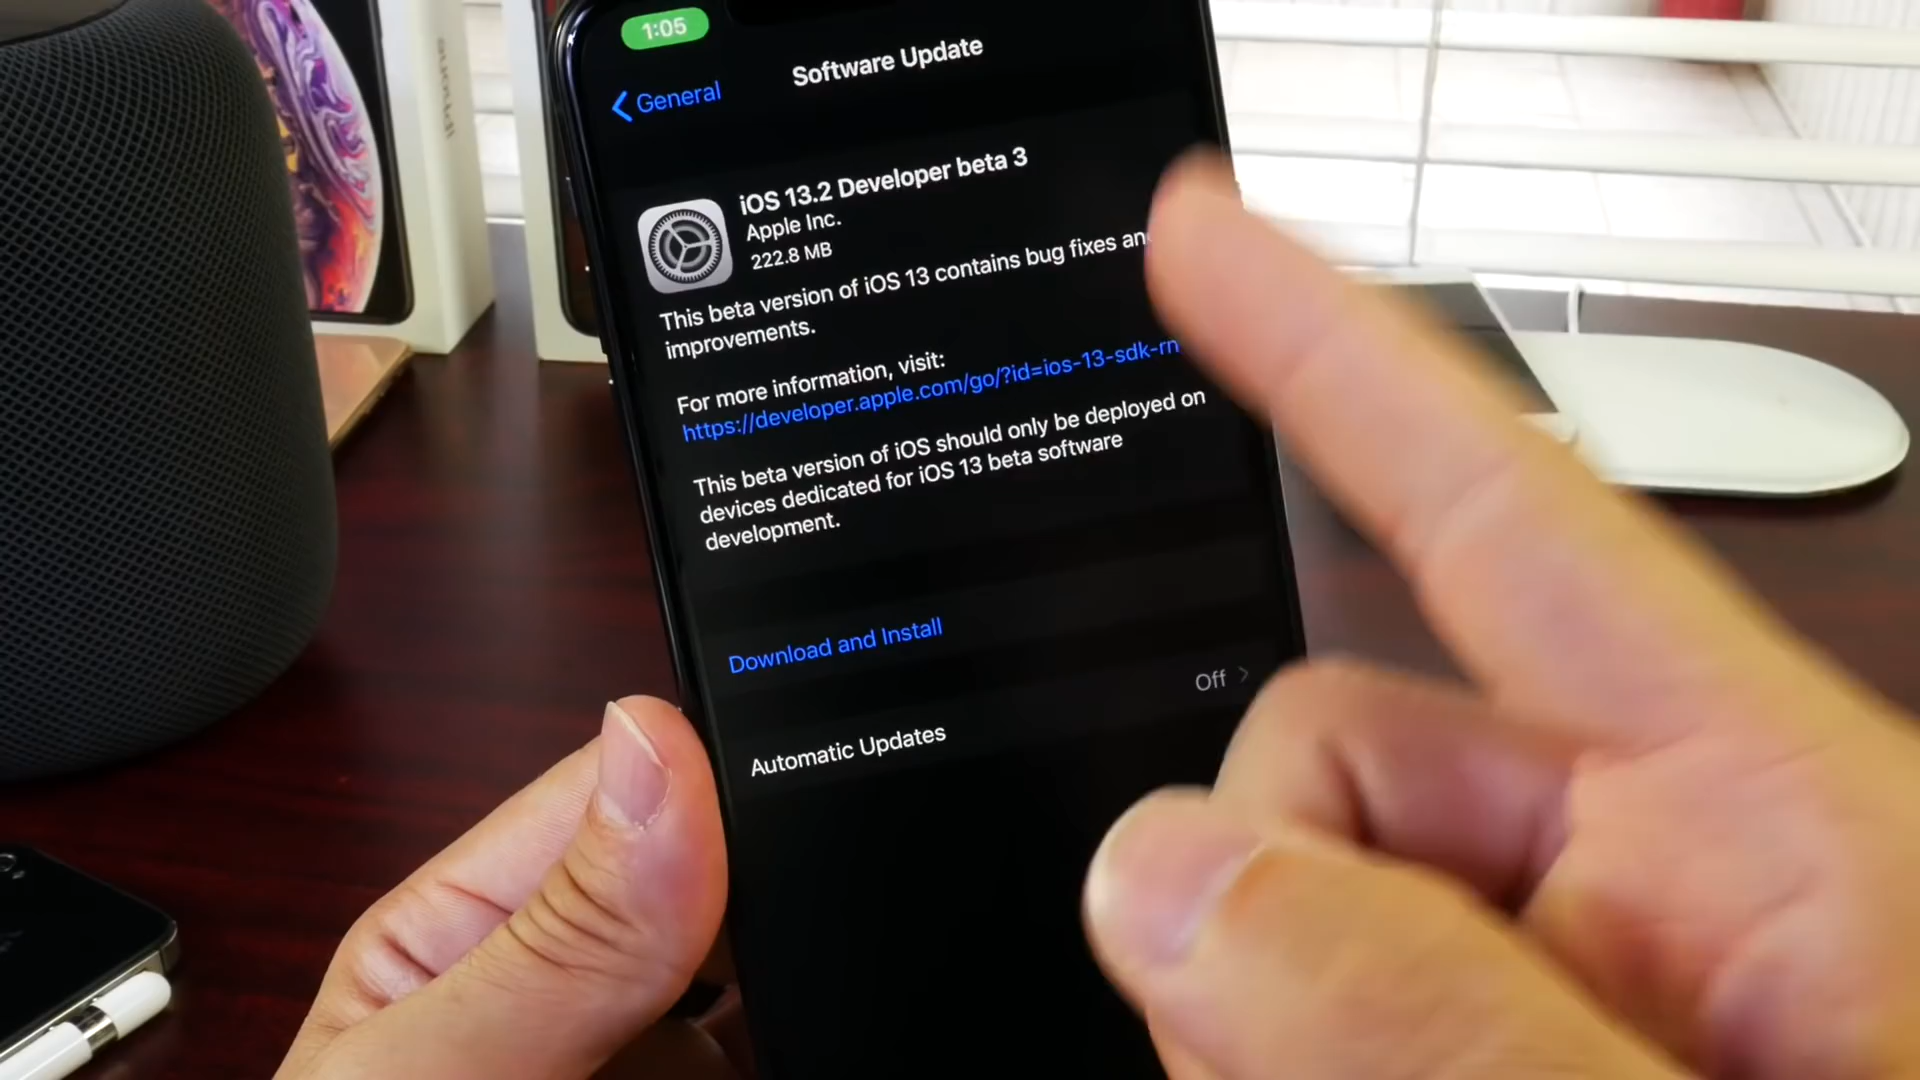 1:05
General
Software Update
iOS 13.2 Developer beta 3
Apple Inc.
222.8 MB
This beta version of iOS 13 contains bug fixes
improvements.
For more information, visit:
https://developer.apple.com/go/?id=ios-13-sdk-rn
This beta version of iOS should only be deployed on
devices dedicated for iOS 13 beta software
development.
Download and Install
Automatic Updates
Off
iPhone